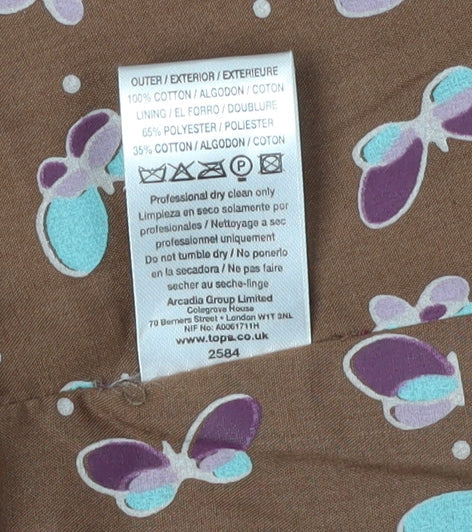 OUTER / EXTERIOR / EXTERIEURE
100% COTTON / ALGODON / COTON
LINING / EL FORRO / DOUBLURE
65% POLYESTER / POLIESTER
35% COTTON / ALGODON / COTON
P
Professional dry clean only
Limpieza en seco solamente por
profesionales / Nettoyage a sec
professionnel uniquement
Do not tumble dry / No ponerlo
en la secadora / Ne pas faire
secher au seche-linge
Arcadia Group Limited
Colegrave House
70 Berners Street • London W1T 3NL
NIF No: A0061711H
www.tops.co.uk
2584